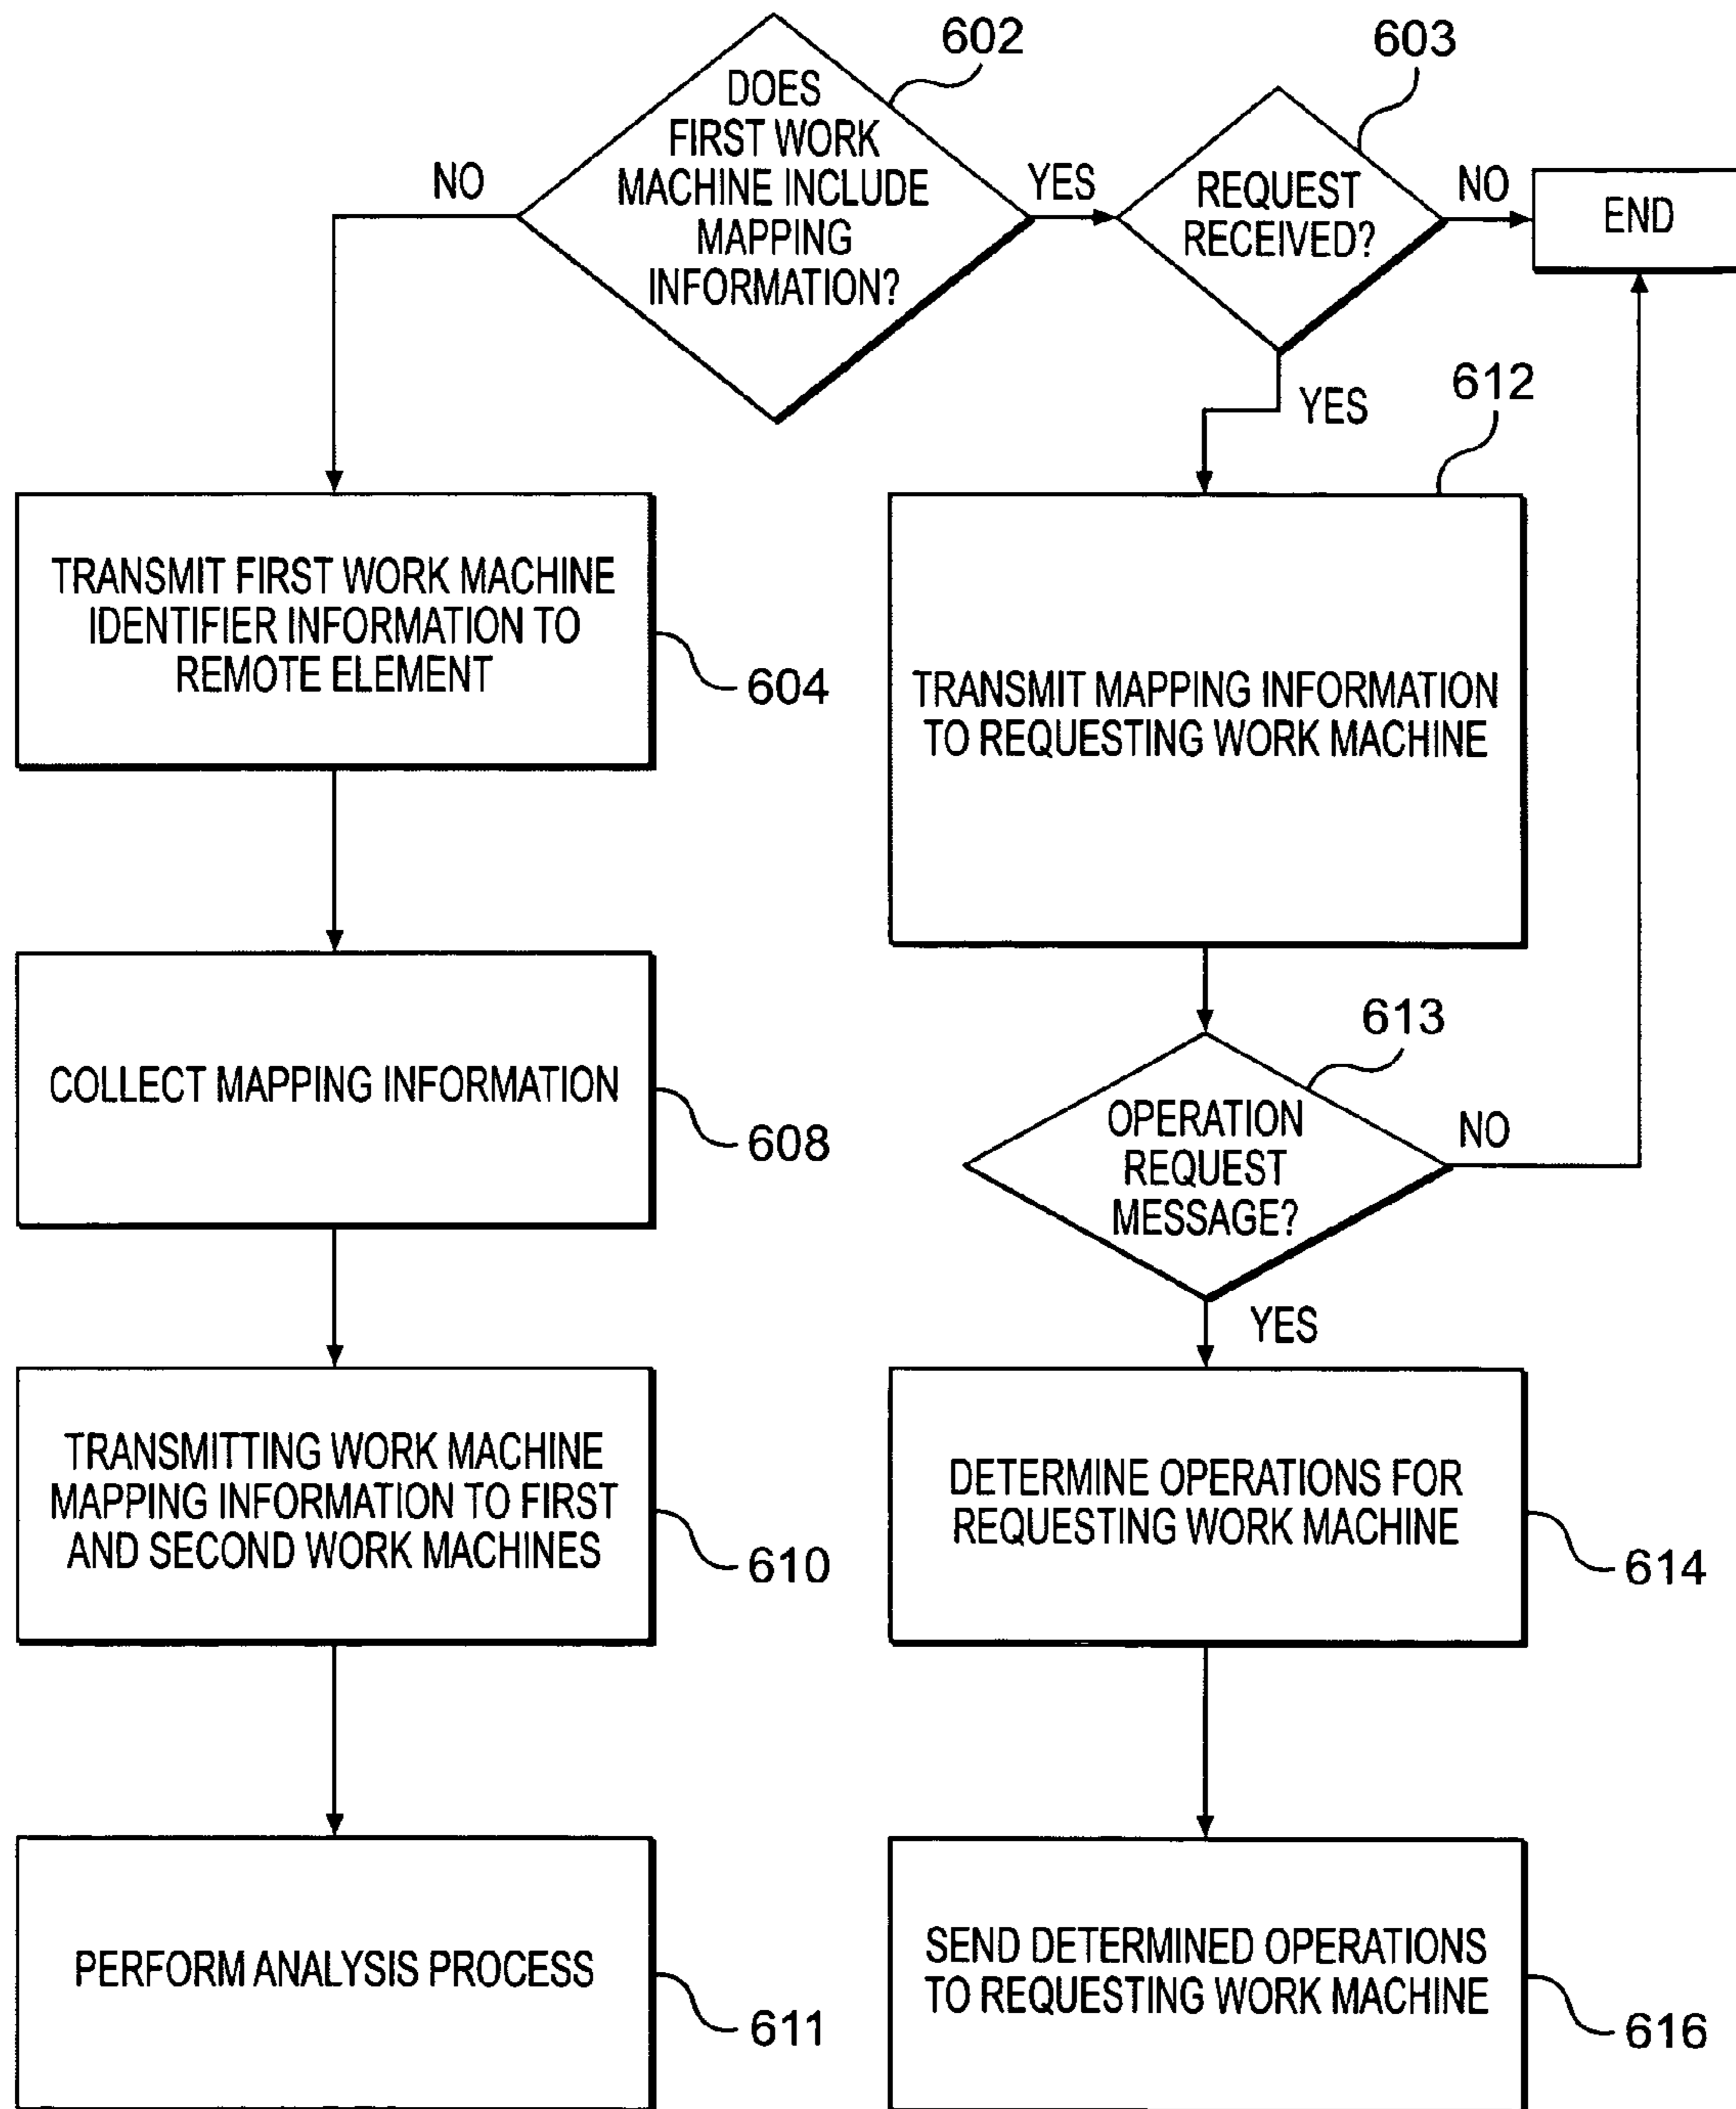 602
603
DOES
FIRST WORK
MACHINE INCLUDE
MAPPING
INFORMATION?
NO
YES
REQUEST
RECEIVED?
NO
END
YES
612
TRANSMIT FIRST WORK MACHINE
IDENTIFIER INFORMATION TO
REMOTE ELEMENT
604
TRANSMIT MAPPING INFORMATION
TO REQUESTING WORK MACHINE
COLLECT MAPPING INFORMATION
608
613
OPERATION
REQUEST
MESSAGE?
NO
YES
TRANSMITTING WORK MACHINE
MAPPING INFORMATION TO FIRST
AND SECOND WORK MACHINES
610
DETERMINE OPERATIONS FOR
REQUESTING WORK MACHINE
614
PERFORM ANALYSIS PROCESS
611
SEND DETERMINED OPERATIONS
TO REQUESTING WORK MACHINE
616